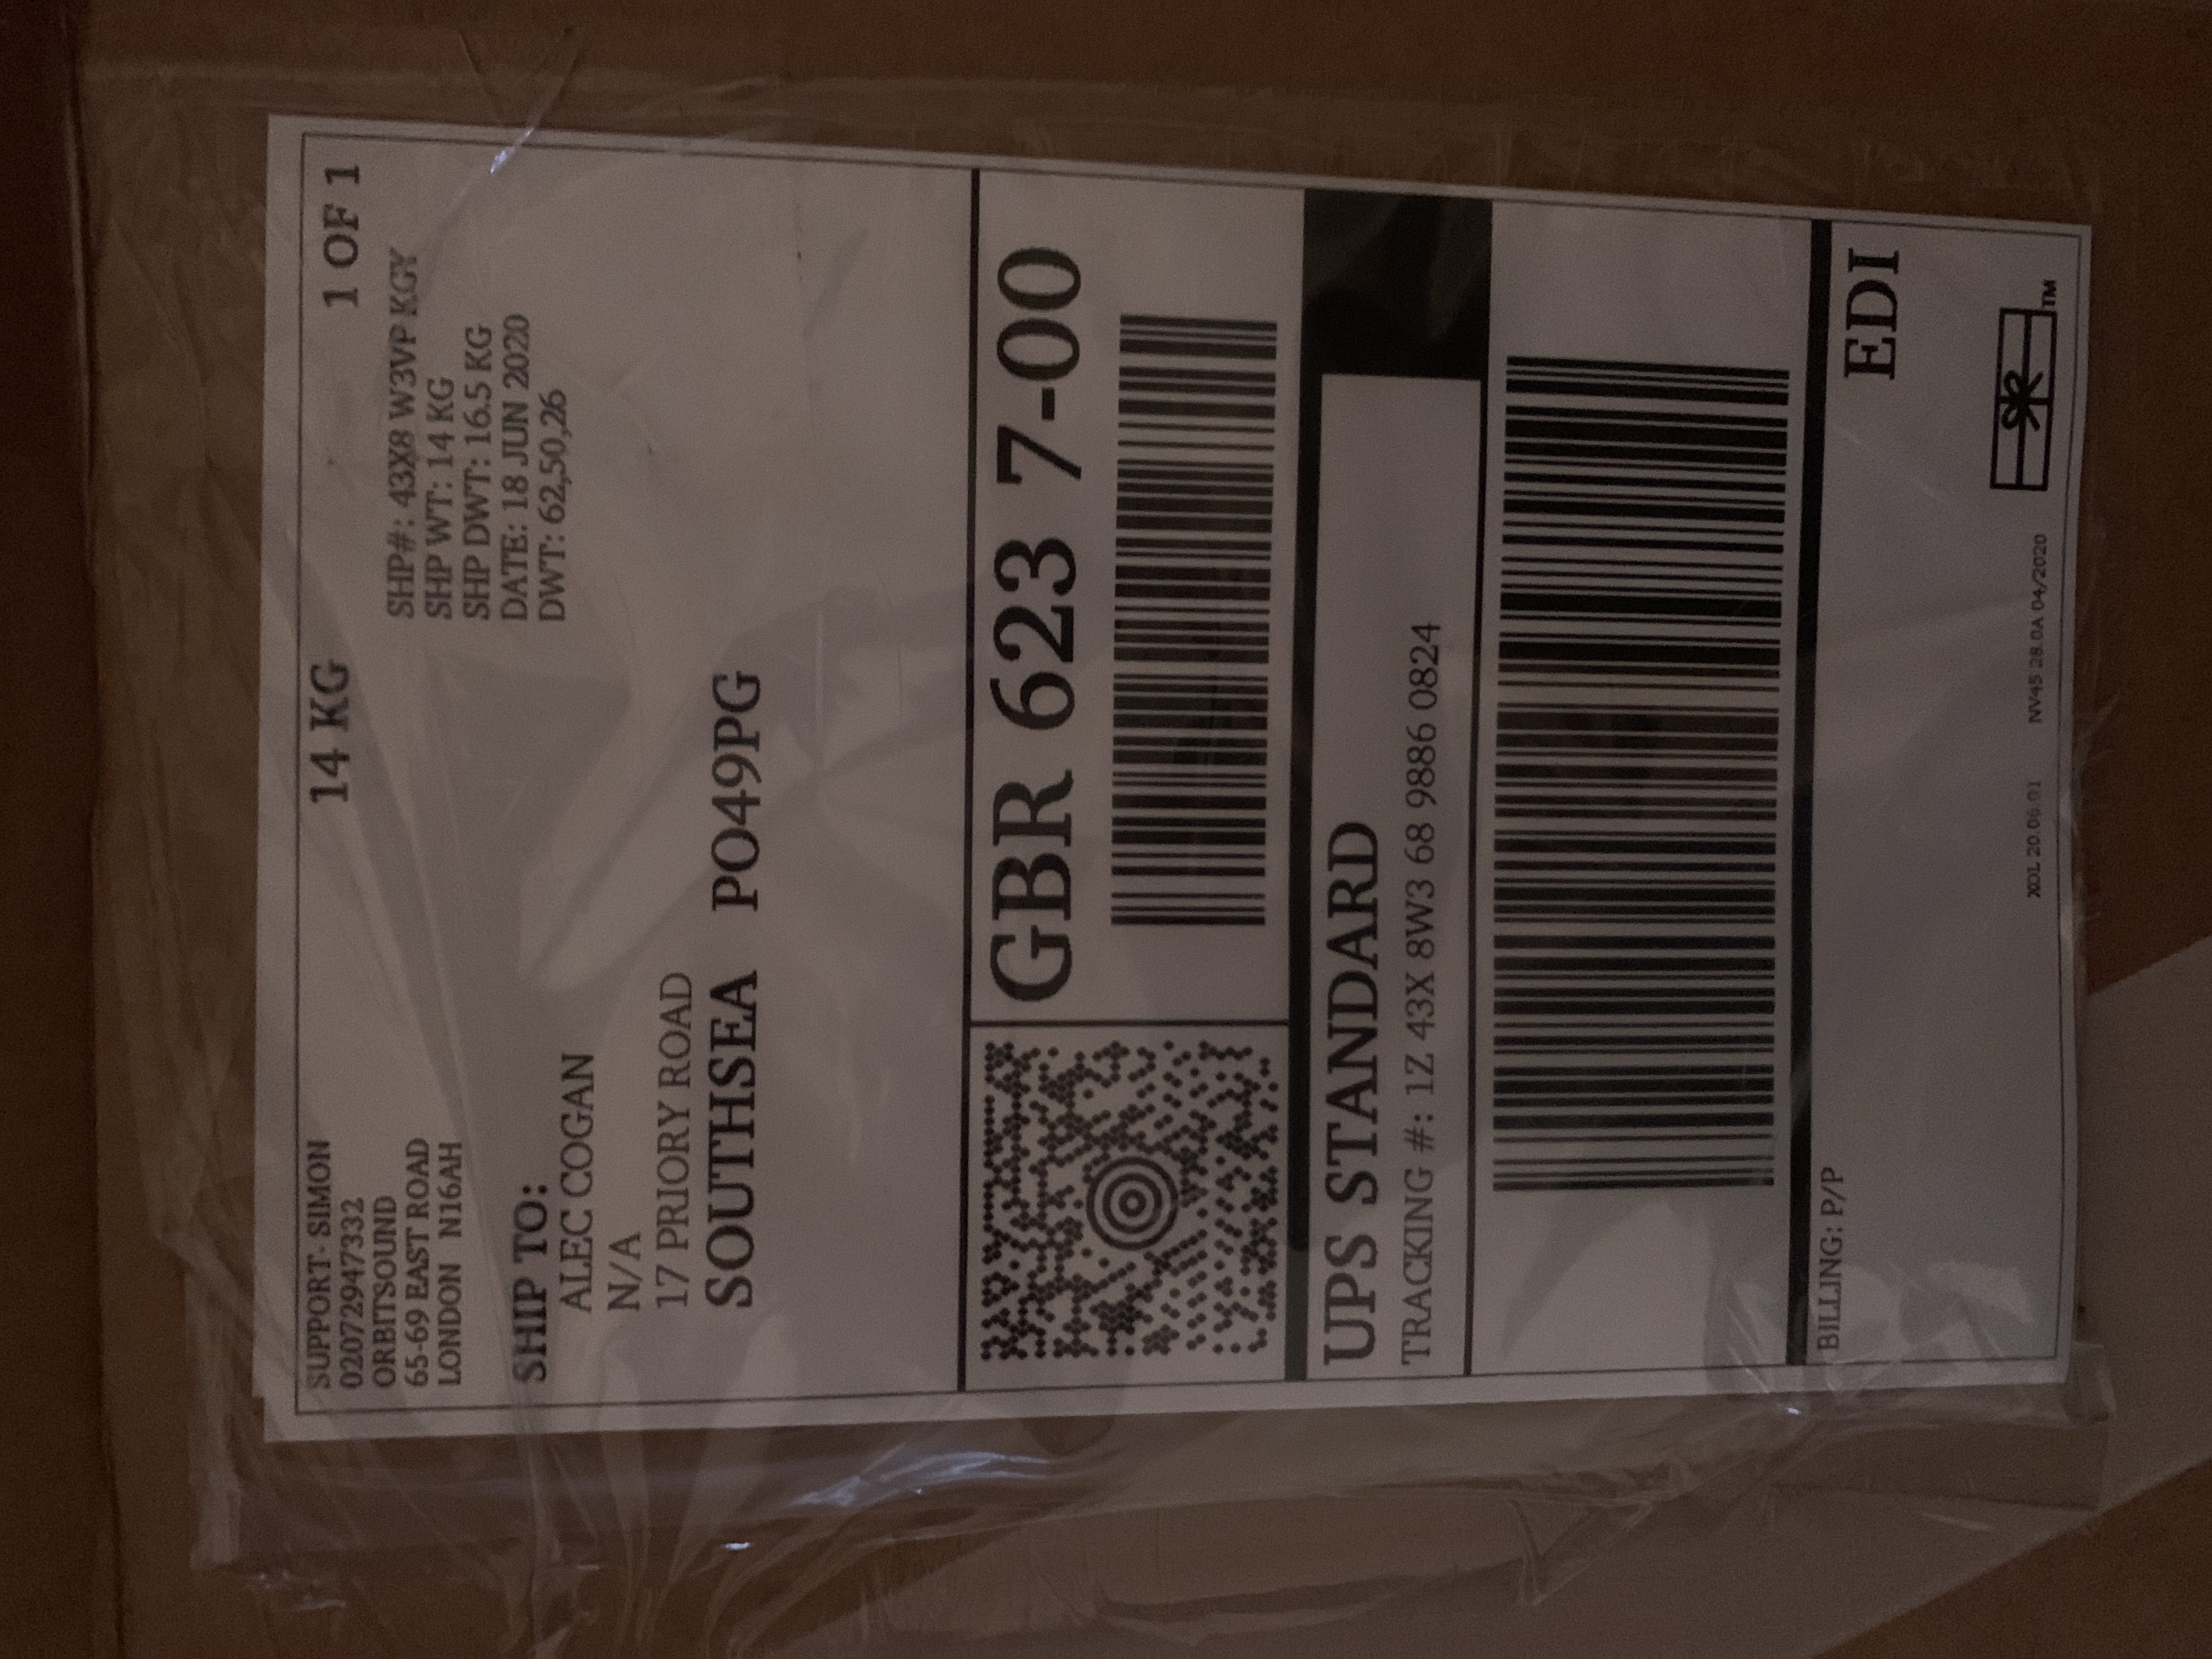 SUPPORT- SIMON
02072947332
ORBITSOUND
65-69 EAST ROAD
LONDON N16AH
14 KG
1 OF 1
SHP#: 43X8 W3VP KGY
SHP WT: 14 KG
SHP DWT: 16.5 KG
DATE: 18 JUN 2020
DWT: 62,50,26
SHIP TO:
ALEC COGAN
N/A
17 PRIORY ROAD
SOUTHSEA PO49PG
GBR 623 7-00
UPS STANDARD
TRACKING #: 1Z 43X 8W3 68 9886 0824
BILLING: P/P
EDI
XOL 20.06.01 NV45 28.0A 04/2020
TM